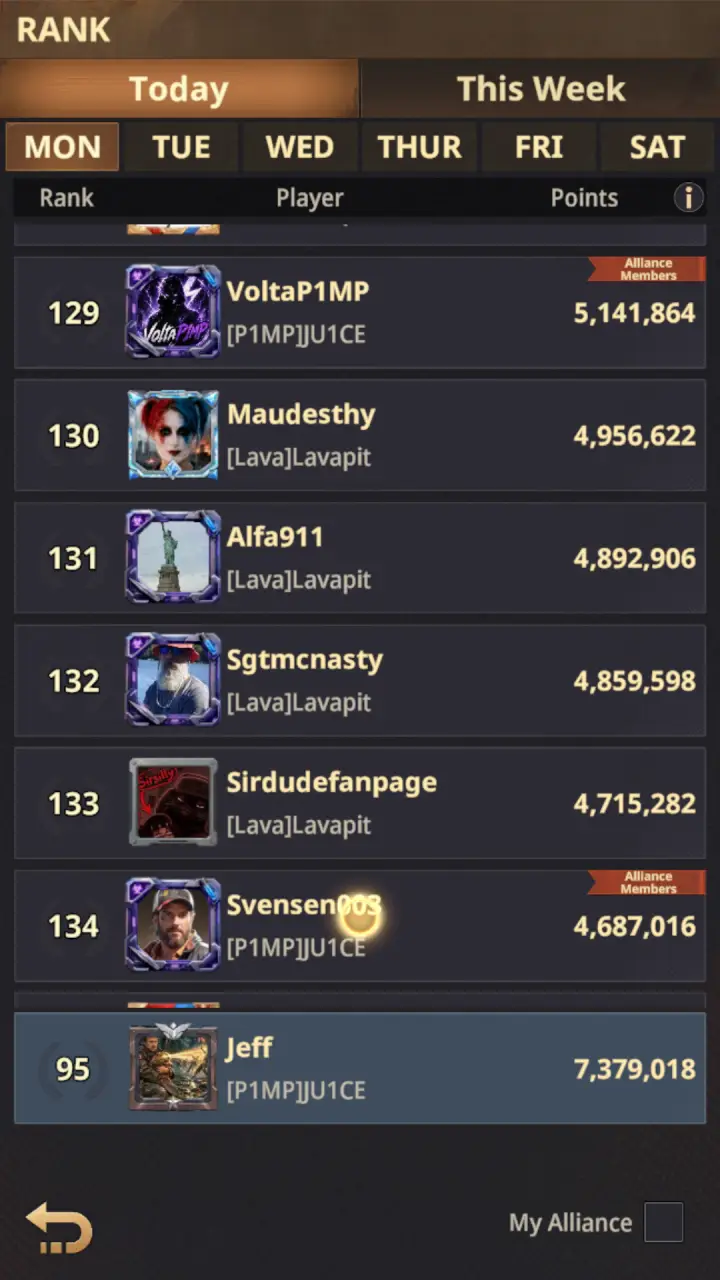 RANK
Today
This Week
MON
TUE
WED
THUR
FRI
SAT
Rank
Player
Points
i
Alliance
Members
129
VoltaP1MP
VOLTAP1MP
[P1MP]JU1CE
5,141,864
130
Maudesthy
[Lava]Lavapit
4,956,622
131
Alfa911
[Lava]Lavapit
4,892,906
132
Sgtmcnasty
[Lava]Lavapit
4,859,598
133
Sirdudefanpage
[Lava]Lavapit
4,715,282
Alliance
Members
134
Svensen003
[P1MP]JU1CE
4,687,016
95
Jeff
[P1MP]JU1CE
7,379,018
My Alliance